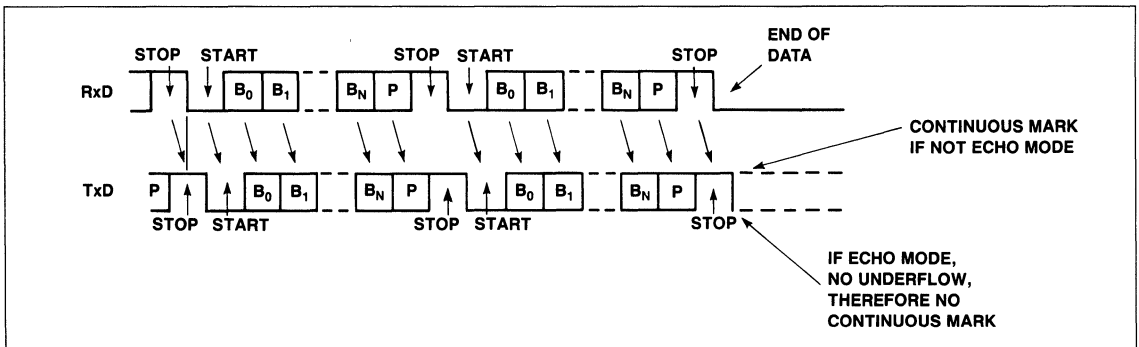 END OF
DATA
STOP START STOP START STOP
RxD B0 B1 BN P B0 B1 BN P
CONTINUOUS MARK
IF NOT ECHO MODE
TxD P B0 B1 BN P B0 B1 BN P
STOP START STOP START STOP
IF ECHO MODE,
NO UNDERFLOW,
THEREFORE NO
CONTINUOUS MARK